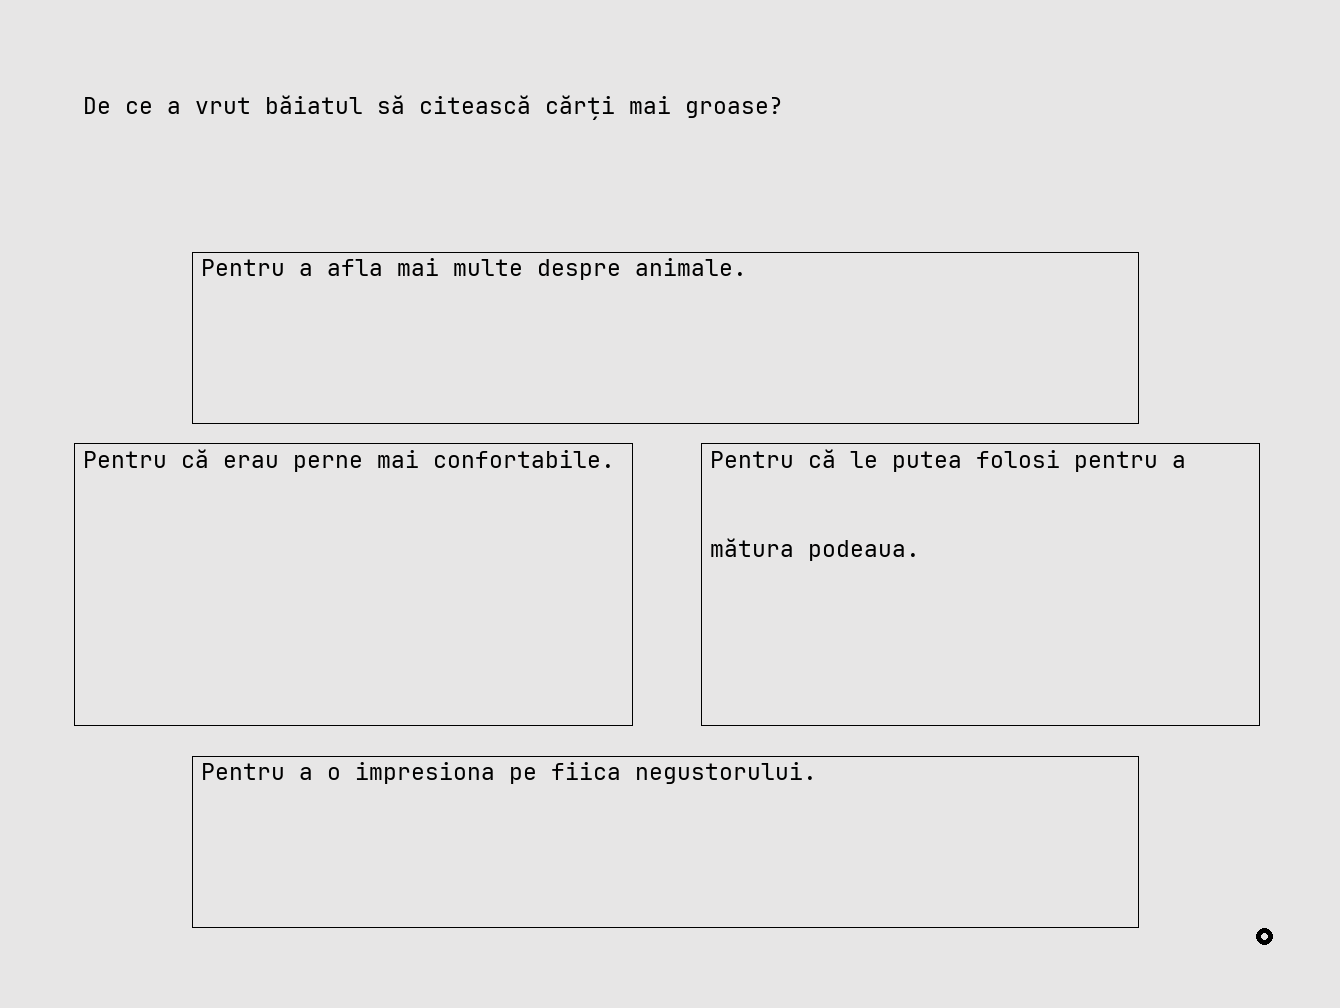 De ce a vrut băiatul să citească cărți mai groase?
Pentru a afla mai multe despre animale.
Pentru că erau perne mai confortabile.
Pentru că le putea folosi pentru a
mătura podeaua.
Pentru a o impresiona pe fiica negustorului.